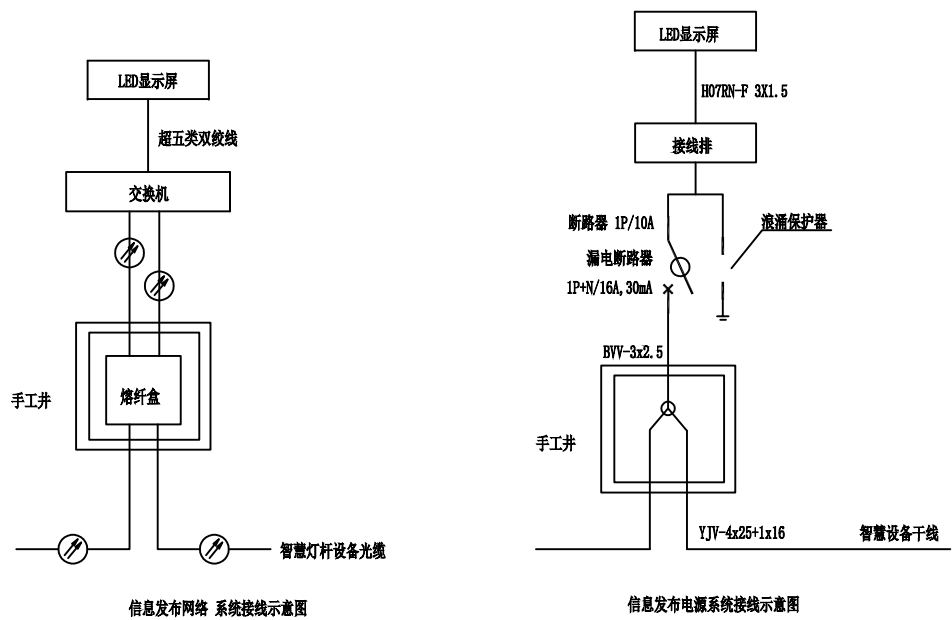 LED显示屏
超五类双绞线
交换机
手工井
熔纤盒
智慧灯杆设备光缆
信息发布网络 系统接线示意图
LED显示屏
H07RN-F 3X1.5
接线排
断路器 1P/10A
浪涌保护器
漏电断路器
1P+N/16A,30mA
BVV-3x2.5
手工井
YJV-4x25+1x16
智慧设备干线
信息发布电源系统接线示意图